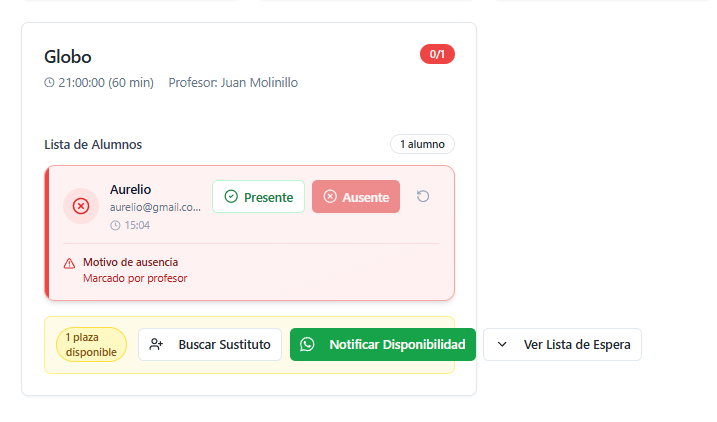 Globo
0/1
21:00:00 (60 min) Profesor: Juan Molinillo
Lista de Alumnos
1 alumno
Aurelio
aurelio@gmail.co...
15:04
Presente
Ausente
Motivo de ausencia
Marcado por profesor
1 plaza
disponible
Buscar Sustituto
Notificar Disponibilidad
Ver Lista de Espera